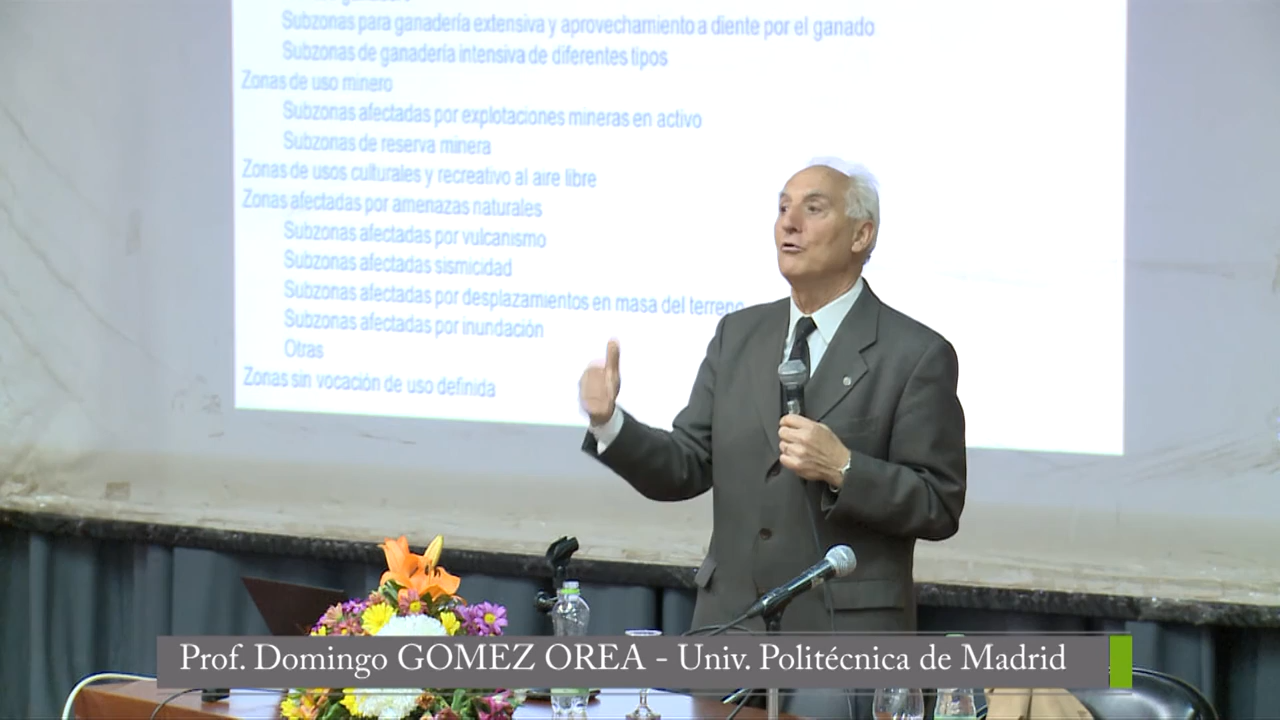 Subzonas para ganadería extensiva y aprovechamiento a diente por el ganado
Subzonas de ganadería intensiva de diferentes tipos
Zonas de uso minero
Subzonas afectadas por explotaciones mineras en activo
Subzonas de reserva minera
Zonas de usos culturales y recreativo al aire libre
Zonas afectadas por amenazas naturales
Subzonas afectadas por vulcanismo
Subzonas afectadas sismicidad
Subzonas afectadas por desplazamientos en masa del terreno
Subzonas afectadas por inundación
Otras
Zonas sin vocación de uso definida
Prof. Domingo GOMEZ OREA - Univ. Politécnica de Madrid